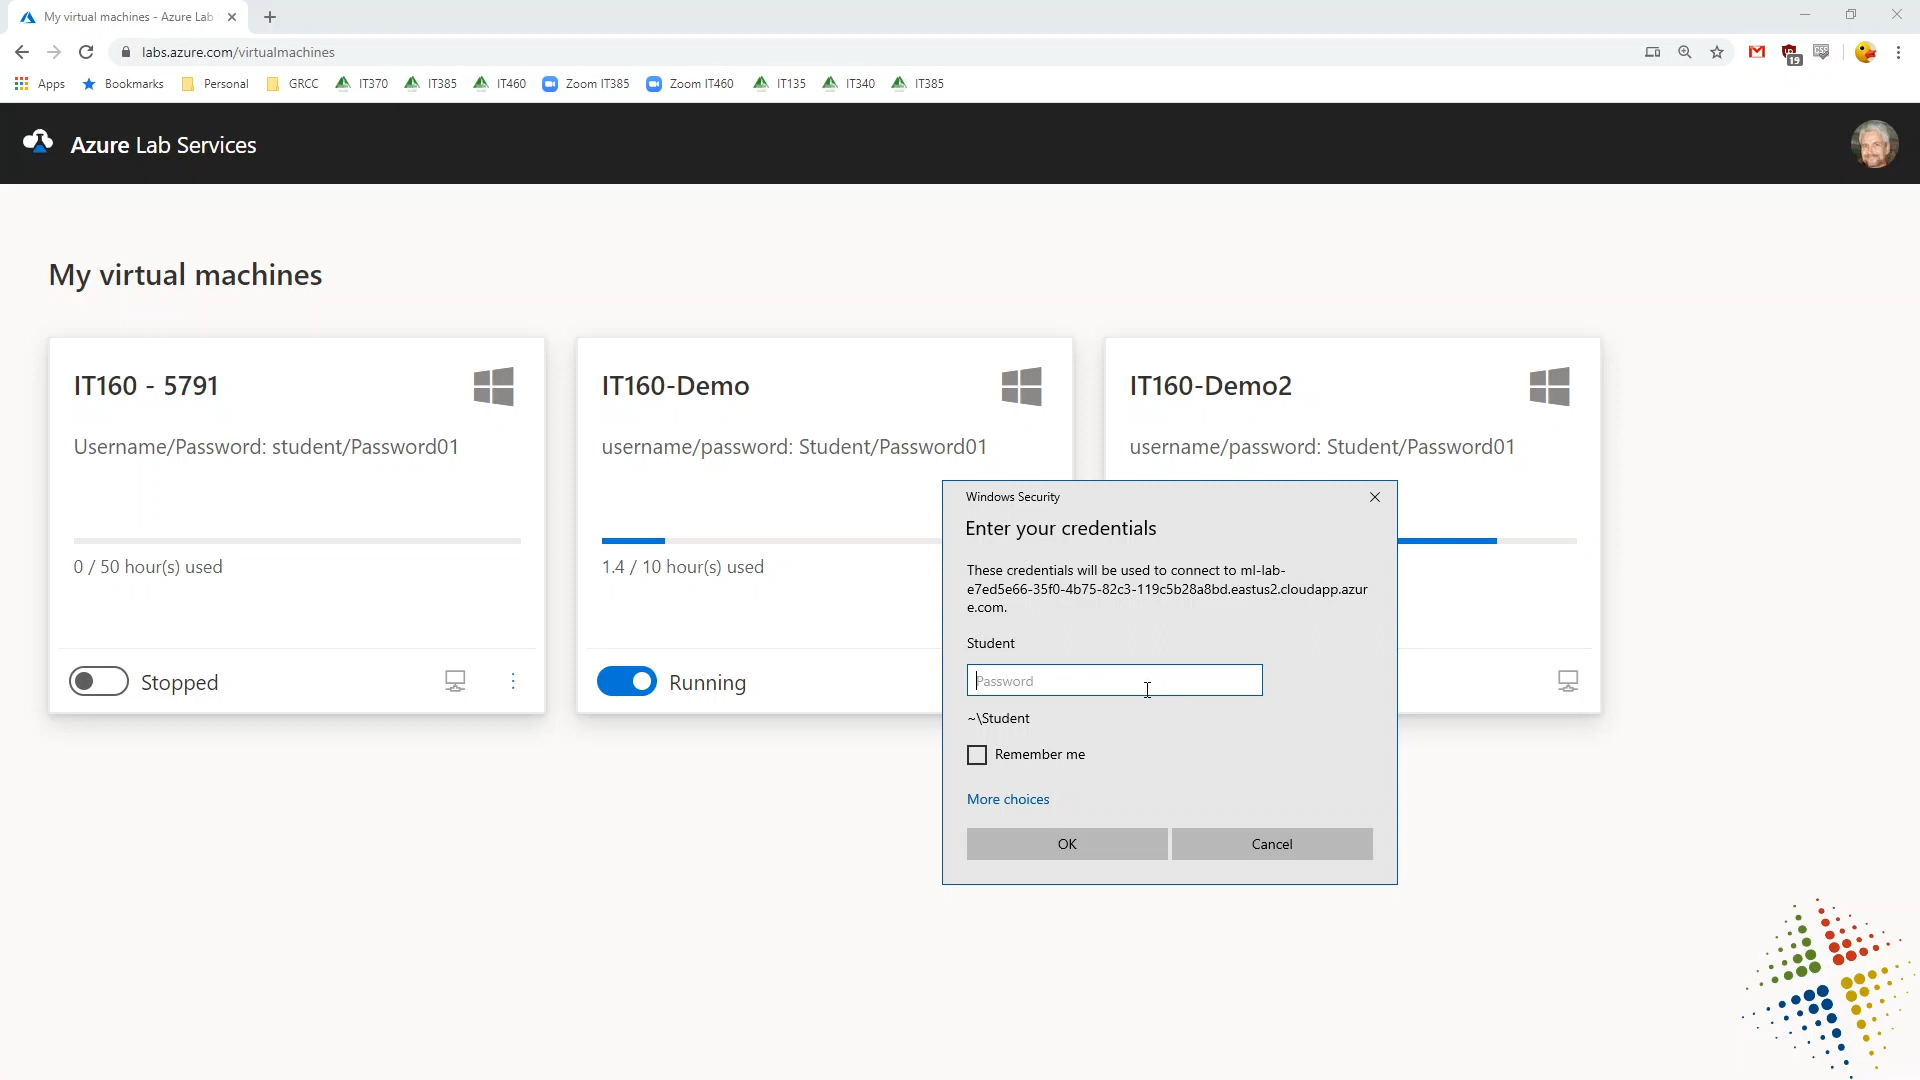 My virtual machines - Azure Lab
labs.azure.com/virtualmachines
19
CSS
Apps Bookmarks Personal GRCC IT370 IT385 IT460 Zoom IT385 Zoom IT460 IT135 IT340 IT385
Azure Lab Services
My virtual machines
IT160 - 5791
Username/Password: student/Password01
0 / 50 hour(s) used
Stopped
IT160-Demo
username/password: Student/Password01
1.4 / 10 hour(s) used
Running
IT160-Demo2
username/password: Student/Password01
Windows Security
Enter your credentials
These credentials will be used to connect to ml-lab-
e7ed5e66-35f0-4b75-82c3-119c5b28a8bd.eastus2.cloudapp.azur
e.com.
Student
Password
~\Student
Remember me
More choices
OK Cancel